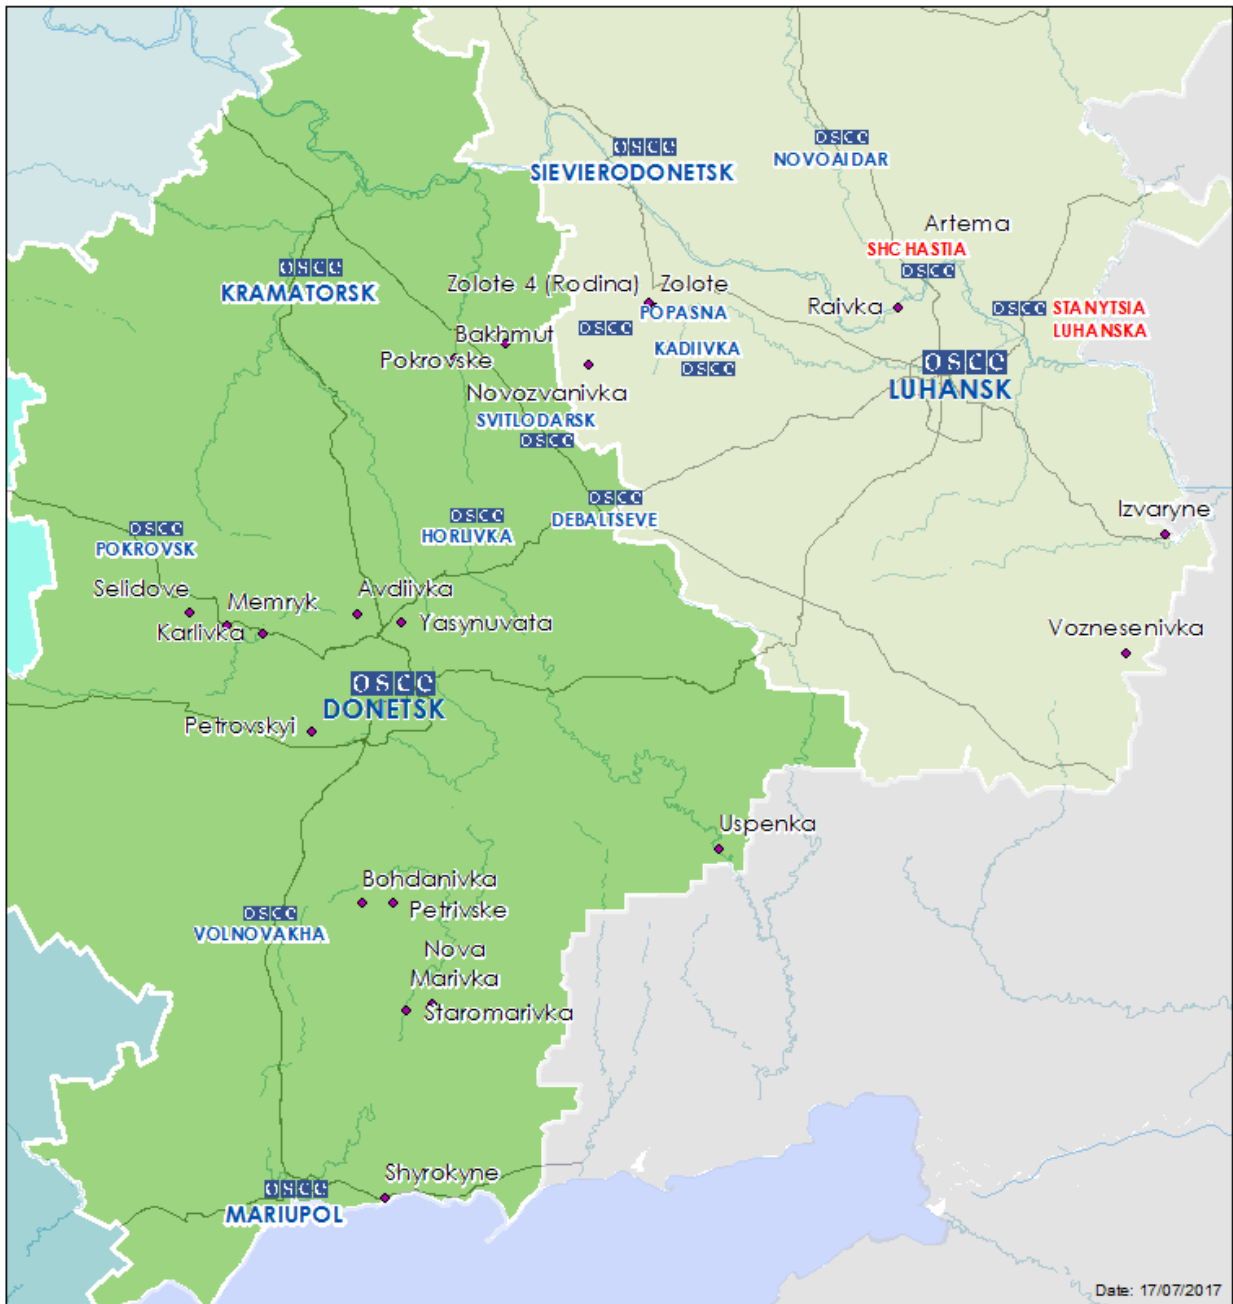 OSCE
NOVOAIDAR
OSCE
SIEVIERODONETSK
Artema
SHCHASTIA
OSCE
OSCE
KRAMATORSK
Zolote 4 (Rodina)
Zolote
Raivka
OSCE
STANYTSIA
LUHANSKA
POPASNA
OSCE
Bakhmut
Pokrovske
KADIIVKA
OSCE
OSCE
LUHANSK
Novozvanivka
SVITLODARSK
OSCE
OSCE
DEBALTSEVE
OSCE
HORLIVKA
OSCE
POKROVSK
Izvaryne
Selidove
Memryk
Karlivka
Avdiivka
Yasynuvata
Voznesenivka
OSCE
DONETSK
Petrovskyi
Uspenka
Bohdanivka
Petrivske
OSCE
VOLNOVAKHA
Nova
Marivka
Staromarivka
Shyrokyne
OSCE
MARIUPOL
Date: 17/07/2017